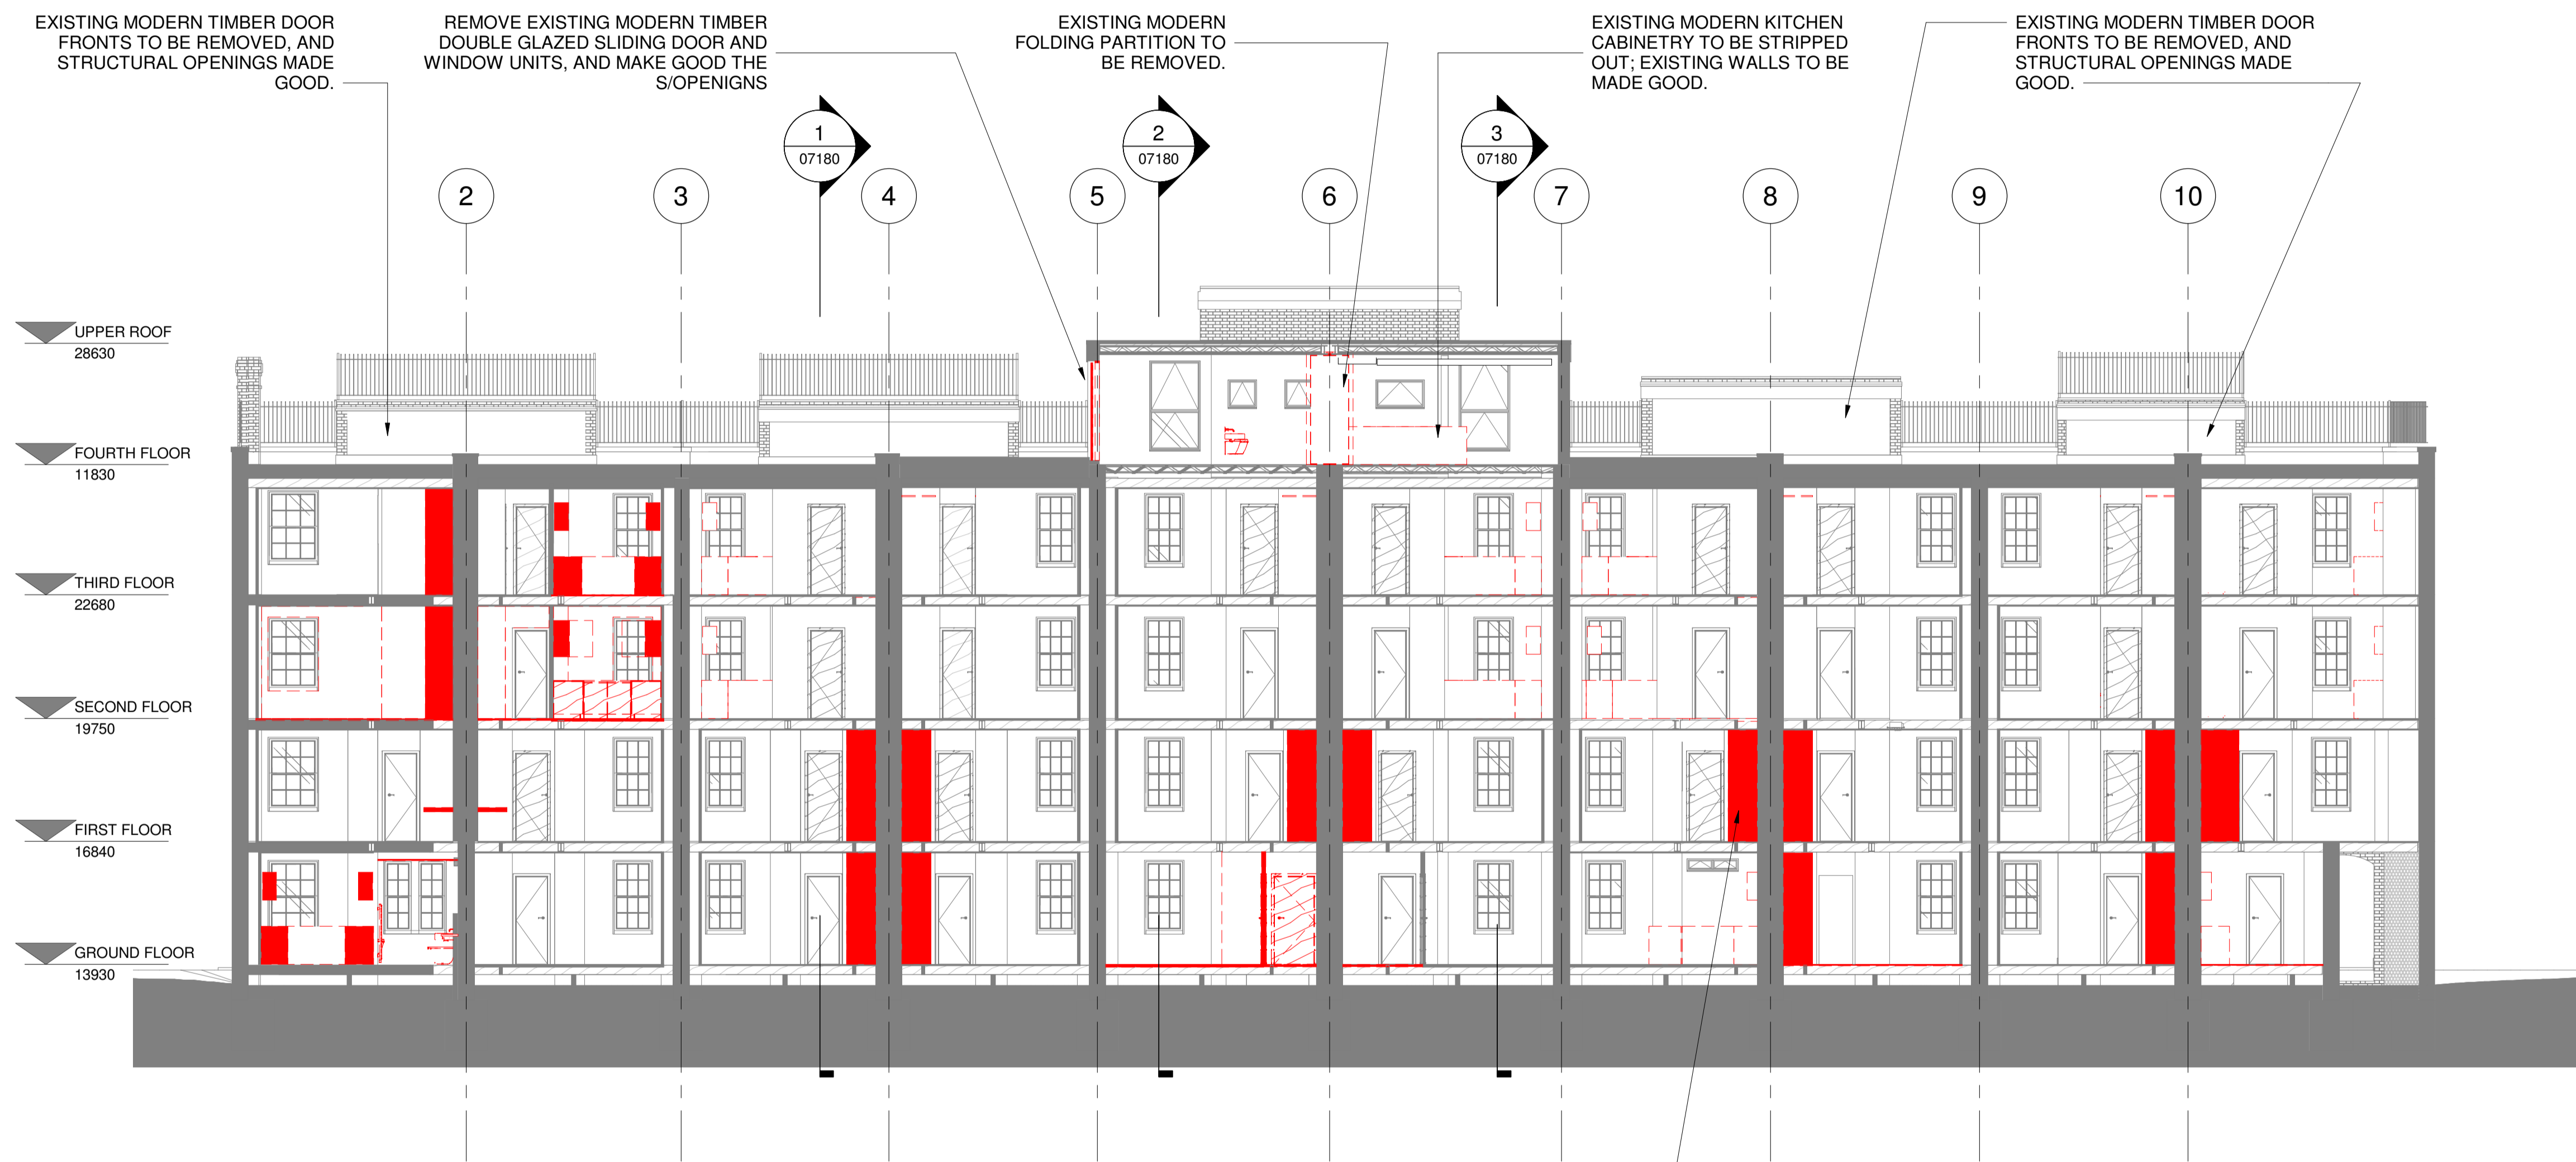 EXISTING MODERN TIMBER DOOR
FRONTS TO BE REMOVED, AND
STRUCTURAL OPENINGS MADE
GOOD.
REMOVE EXISTING MODERN TIMBER
DOUBLE GLAZED SLIDING DOOR AND
WINDOW UNITS, AND MAKE GOOD THE
S/OPENIGNS
EXISTING MODERN
FOLDING PARTITION TO
BE REMOVED.
EXISTING MODERN KITCHEN
CABINETRY TO BE STRIPPED
OUT; EXISTING WALLS TO BE
MADE GOOD.
EXISTING MODERN TIMBER DOOR
FRONTS TO BE REMOVED, AND
STRUCTURAL OPENINGS MADE
GOOD.
1
07180
2
07180
3
07180
2
3
4
5
6
7
8
9
10
UPPER ROOF
28630
FOURTH FLOOR
11830
THIRD FLOOR
22680
SECOND FLOOR
19750
FIRST FLOOR
16840
GROUND FLOOR
13930